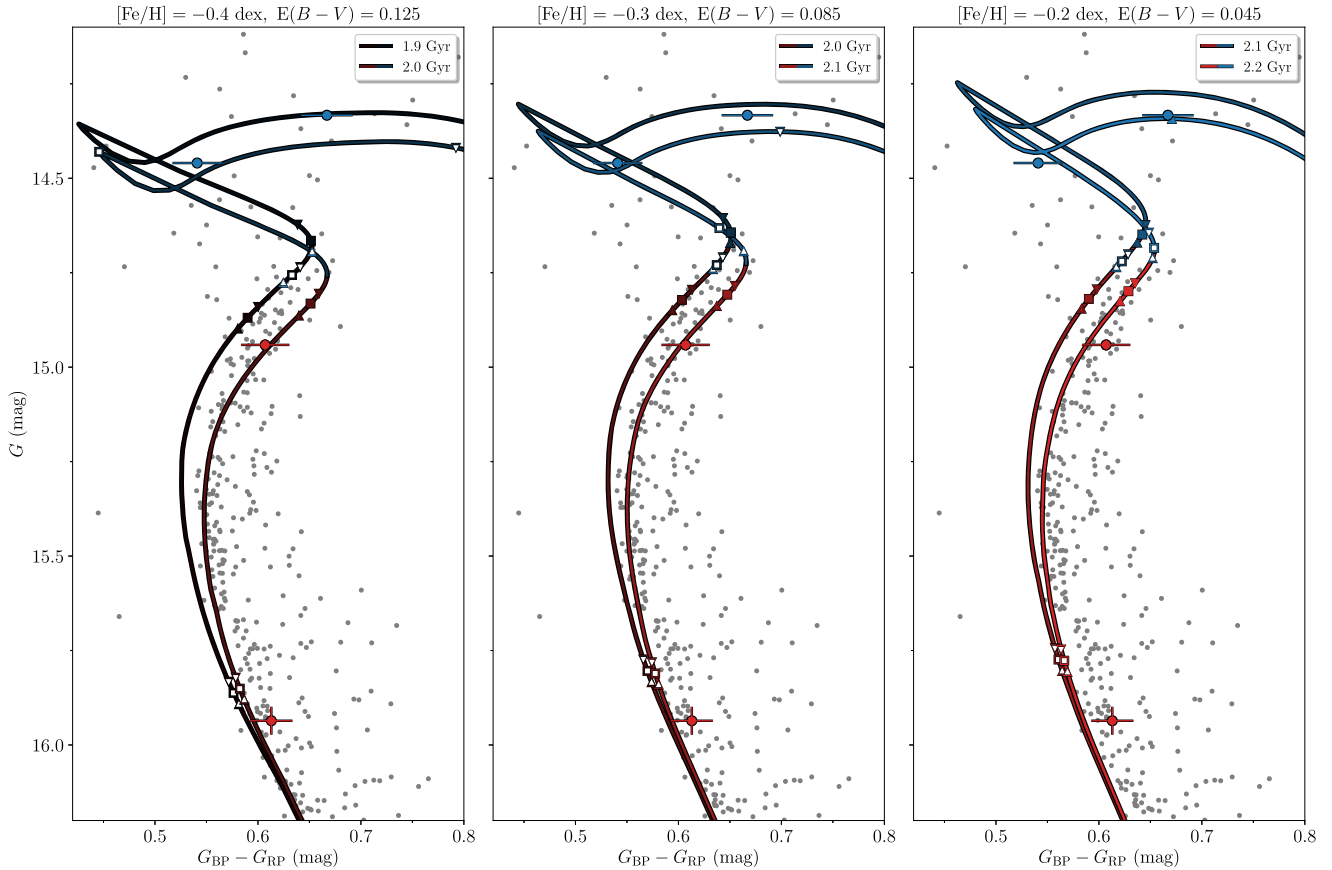 [Fe/H] = −0.4 dex, E(B − V) = 0.125
[Fe/H] = −0.3 dex, E(B − V) = 0.085
[Fe/H] = −0.2 dex, E(B − V) = 0.045
1.9 Gyr
2.0 Gyr
2.0 Gyr
2.1 Gyr
2.1 Gyr
2.2 Gyr
14.5
15.0
15.5
16.0
G (mag)
0.5 0.6 0.7 0.8
0.5 0.6 0.7 0.8
0.5 0.6 0.7 0.8
G_BP − G_RP (mag)
G_BP − G_RP (mag)
G_BP − G_RP (mag)